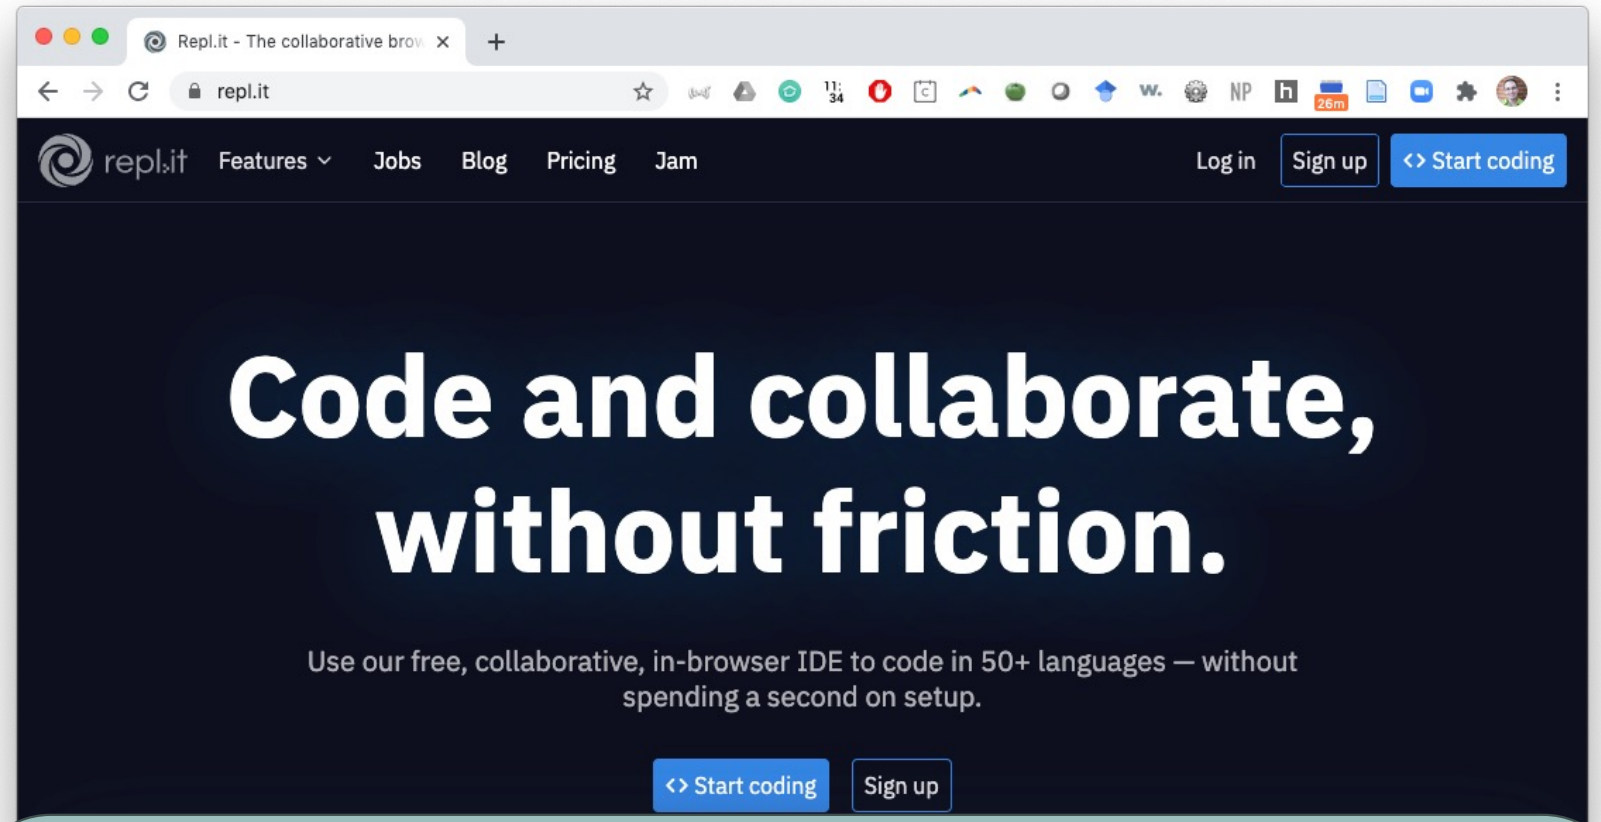 Repl.it - The collaborative brow
repl.it
11:
34
C
w.
NP
h
26m
repl.it
Features
Jobs
Blog
Pricing
Jam
Log in
Sign up
<> Start coding
Code and collaborate,
without friction.
Use our free, collaborative, in-browser IDE to code in 50+ languages — without
spending a second on setup.
<> Start coding
Sign up